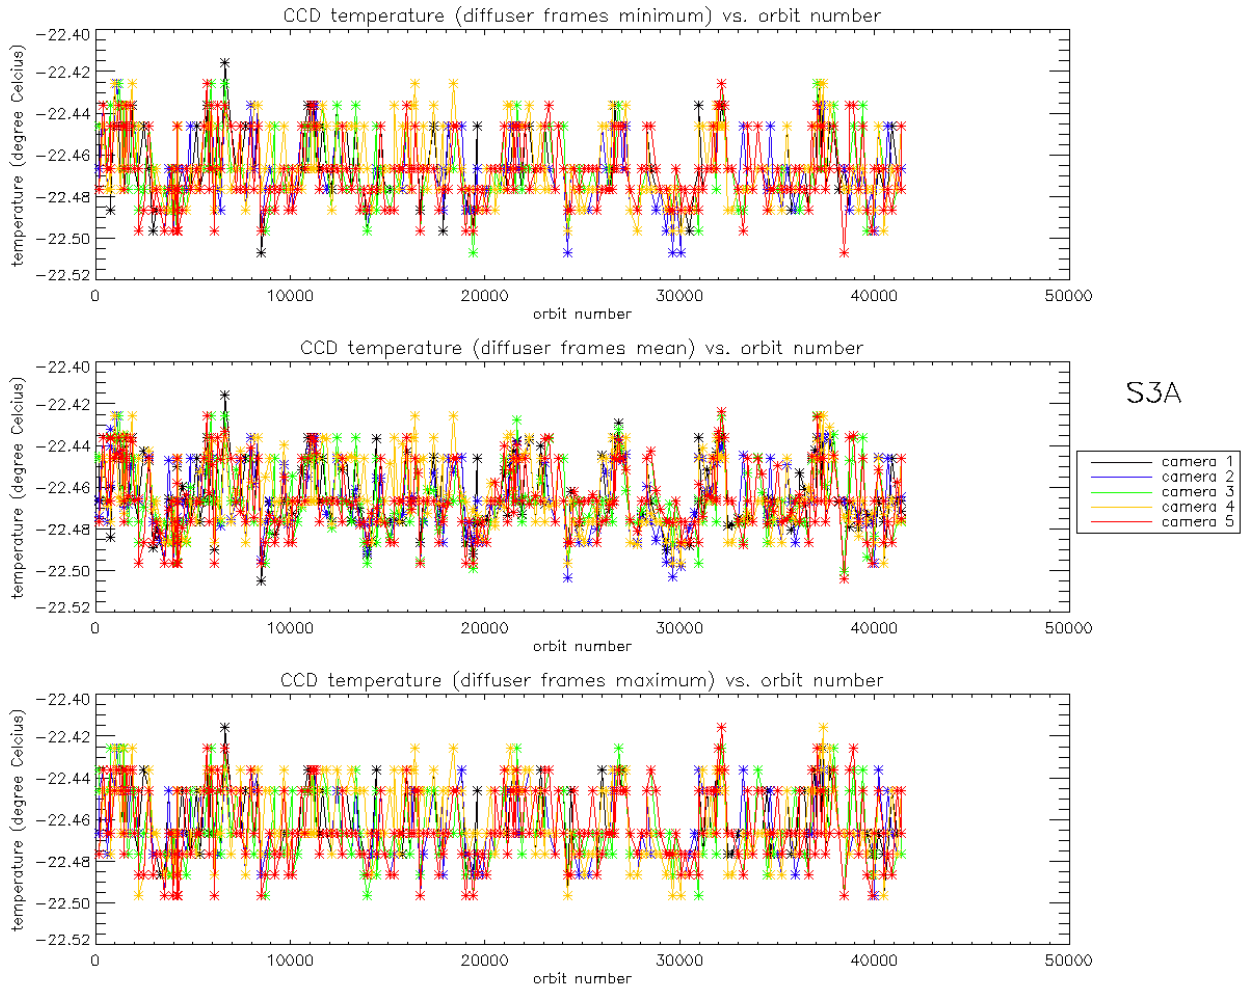 CCD temperature (diffuser frames minimum) vs. orbit number
temperature (degree Celcius)
-22.40
-22.42
-22.44
-22.46
-22.48
-22.50
-22.52
0 10000 20000 30000 40000 50000
orbit number
CCD temperature (diffuser frames mean) vs. orbit number
temperature (degree Celcius)
-22.40
-22.42
-22.44
-22.46
-22.48
-22.50
-22.52
0 10000 20000 30000 40000 50000
orbit number
S3A
camera 1
camera 2
camera 3
camera 4
camera 5
CCD temperature (diffuser frames maximum) vs. orbit number
temperature (degree Celcius)
-22.40
-22.42
-22.44
-22.46
-22.48
-22.50
-22.52
0 10000 20000 30000 40000 50000
orbit number